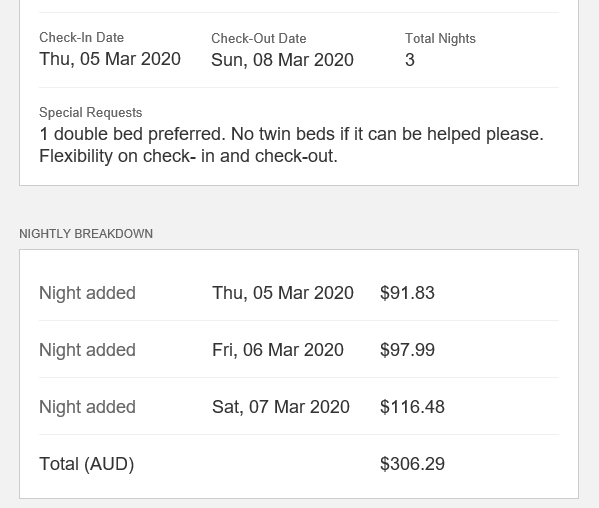 Check-In Date Check-Out Date Total Nights
Thu, 05 Mar 2020 Sun, 08 Mar 2020 3
Special Requests
1 double bed preferred. No twin beds if it can be helped please.
Flexibility on check- in and check-out.
NIGHTLY BREAKDOWN
Night added Thu, 05 Mar 2020 $91.83
Night added Fri, 06 Mar 2020 $97.99
Night added Sat, 07 Mar 2020 $116.48
Total (AUD) $306.29